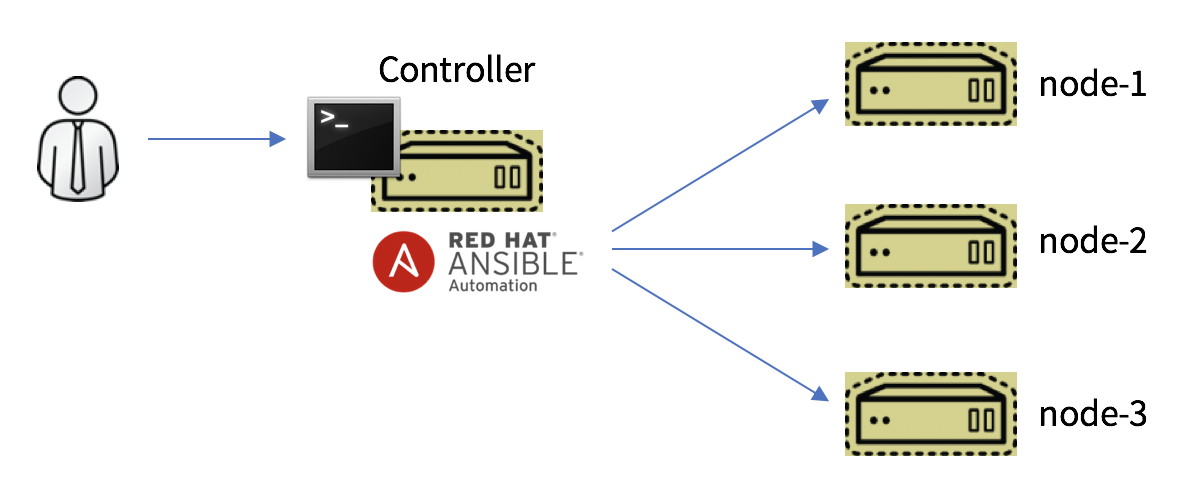 Controller
>_
RED HAT®
ANSIBLE®
Automation
node-1
node-2
node-3